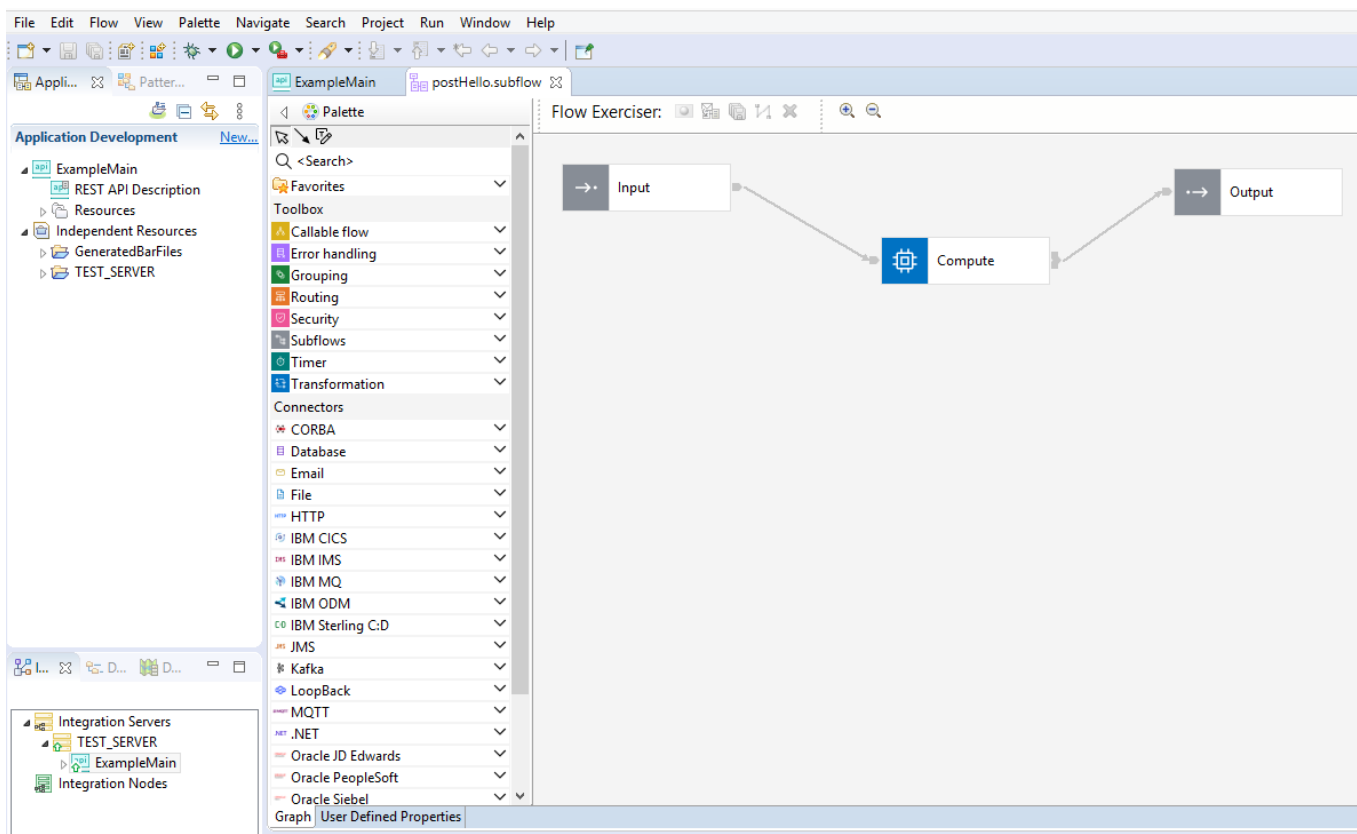 File Edit Flow View Palette Navigate Search Project Run Window Help
Appli... Patter...
ExampleMain postHello.subflow
Palette
Flow Exerciser:
Application Development New...
ExampleMain
REST API Description
Resources
Independent Resources
GeneratedBarFiles
TEST_SERVER
<Search>
Favorites
Toolbox
Callable flow
Error handling
Grouping
Routing
Security
Subflows
Timer
Transformation
Connectors
CORBA
Database
Email
File
HTTP
IBM CICS
IBM IMS
IBM MQ
IBM ODM
IBM Sterling C:D
JMS
Kafka
LoopBack
MQTT
.NET
Oracle JD Edwards
Oracle PeopleSoft
Oracle Siebel
Graph User Defined Properties
Input
Compute
Output
I... D... D...
Integration Servers
TEST_SERVER
ExampleMain
Integration Nodes